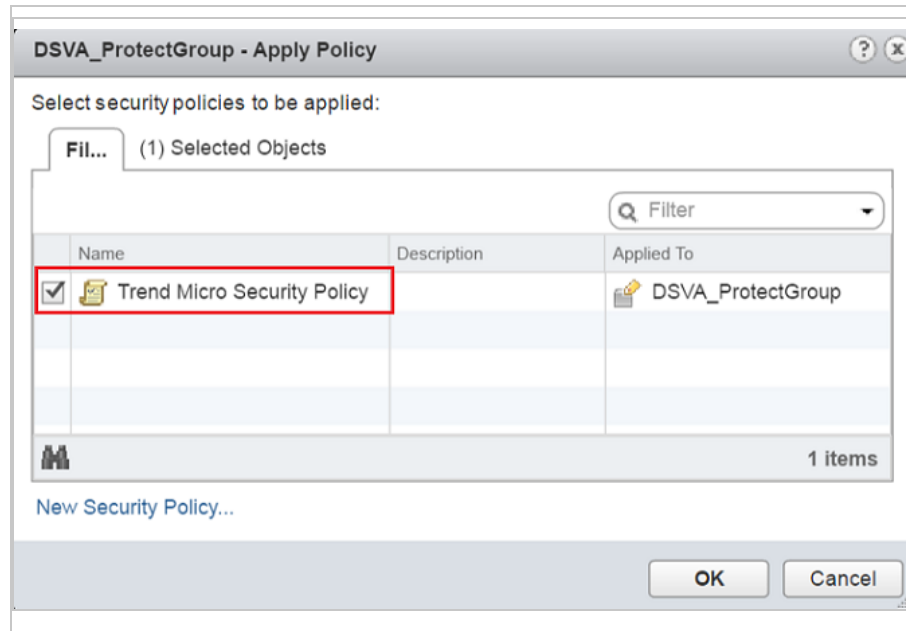 DSVA_ProtectGroup - Apply Policy
?
x
Select security policies to be applied:
Fil... (1) Selected Objects
Filter
Name Description Applied To
Trend Micro Security Policy DSVA_ProtectGroup
1 items
New Security Policy...
OK Cancel